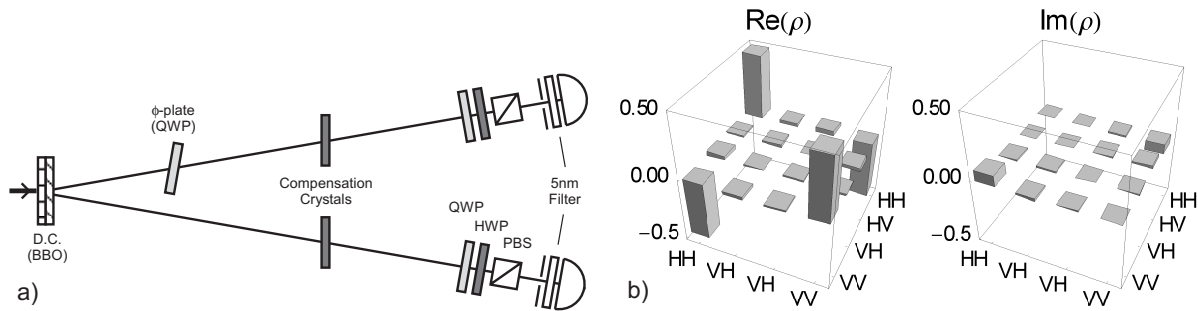 ϕ-plate
(QWP)
D.C.
(BBO)
Compensation
Crystals
QWP
HWP
PBS
5nm
Filter
a)
Re(ρ)
0.50
0.00
−0.5
HH
VH
VH
VV
HH
HV
VH
VV
b)
Im(ρ)
0.50
0.00
−0.5
HH
VH
VH
VV
HH
HV
VH
VV